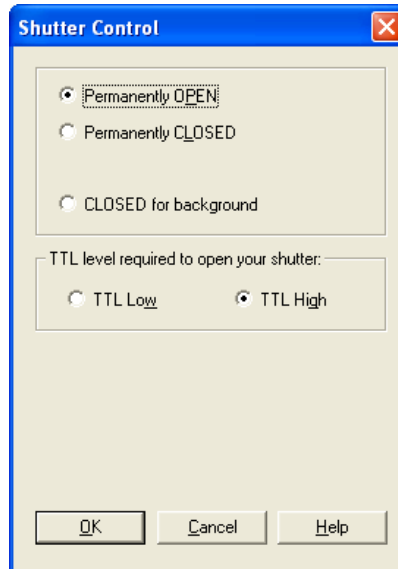 Shutter Control
Permanently OPEN
Permanently CLOSED
CLOSED for background
TTL level required to open your shutter:
TTL Low TTL High
OK Cancel Help